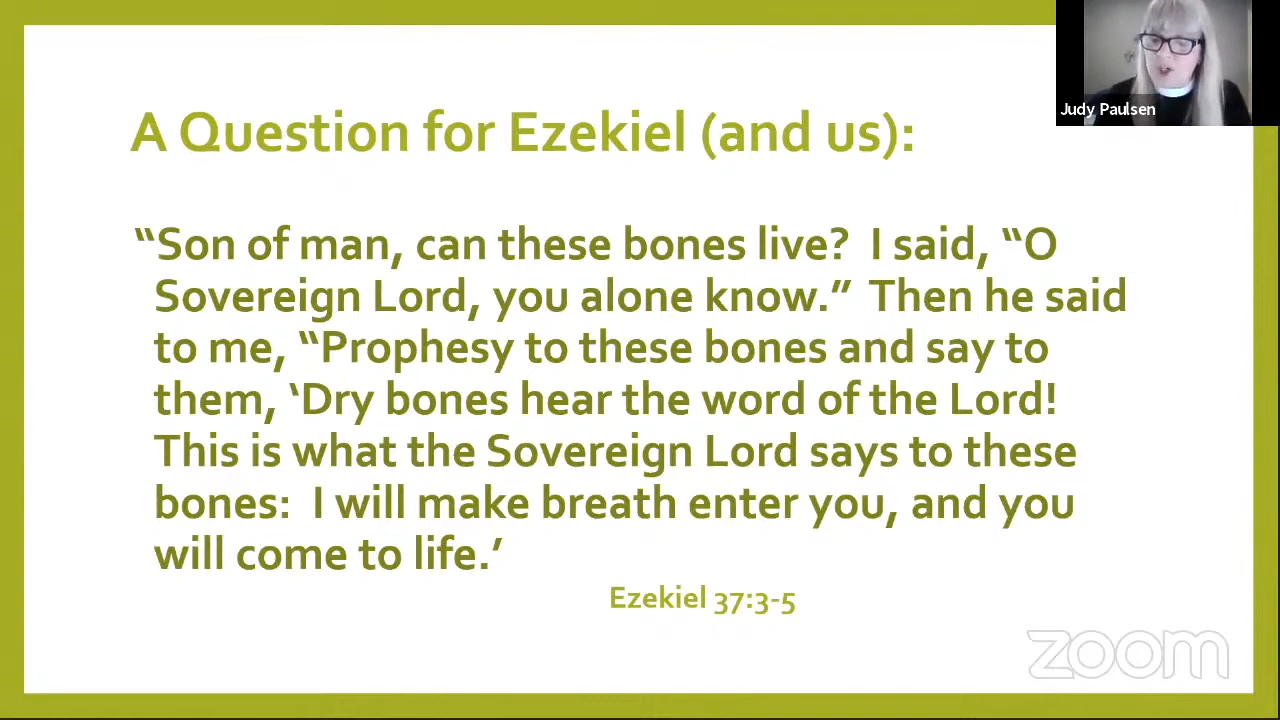 Judy Paulsen
A Question for Ezekiel (and us):
“Son of man, can these bones live?  I said, “O
Sovereign Lord, you alone know.”  Then he said
to me, “Prophesy to these bones and say to
them, ‘Dry bones hear the word of the Lord!
This is what the Sovereign Lord says to these
bones:  I will make breath enter you, and you
will come to life.’
Ezekiel 37:3-5
zoom